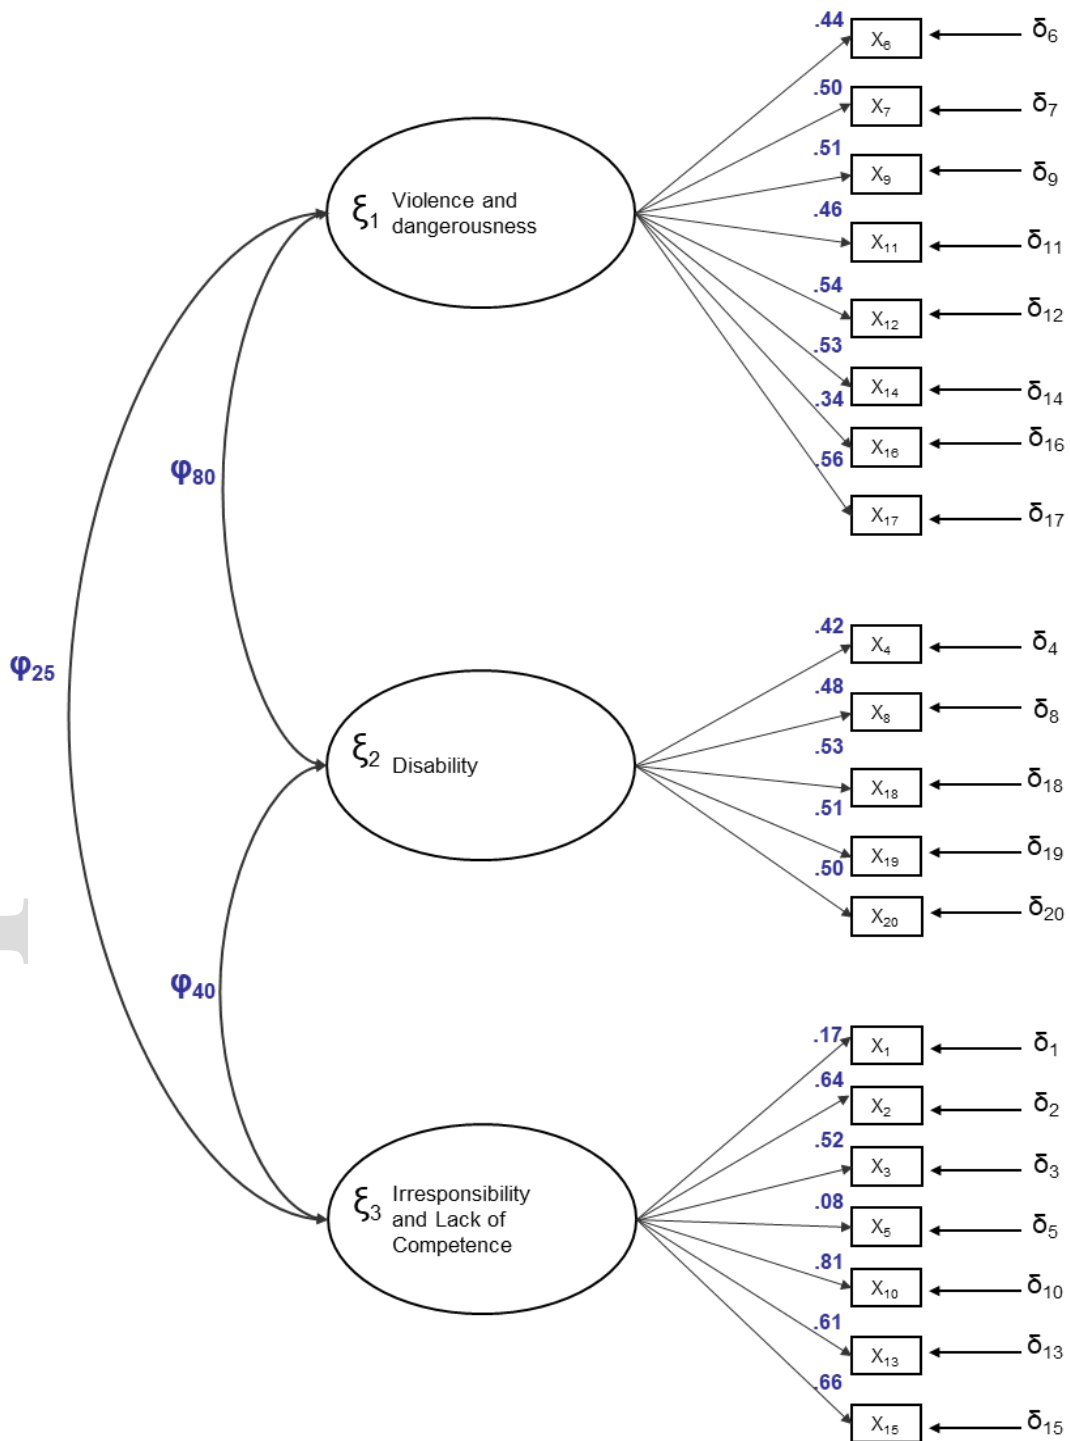 .44 X6 δ6
.50 X7 δ7
.51 X9 δ9
ξ1 Violence and
dangerousness
.46 X11 δ11
.54 X12 δ12
.53 X14 δ14
.34 X16 δ16
φ80
.56 X17 δ17
.42 X4 δ4
φ25
.48 X8 δ8
ξ2 Disability
.53 X18 δ18
.51 X19 δ19
.50 X20 δ20
φ40
.17 X1 δ1
.64 X2 δ2
.52 X3 δ3
ξ3 Irresponsibility
and Lack of
Competence
.08 X5 δ5
.81 X10 δ10
.61 X13 δ13
.66 X15 δ15